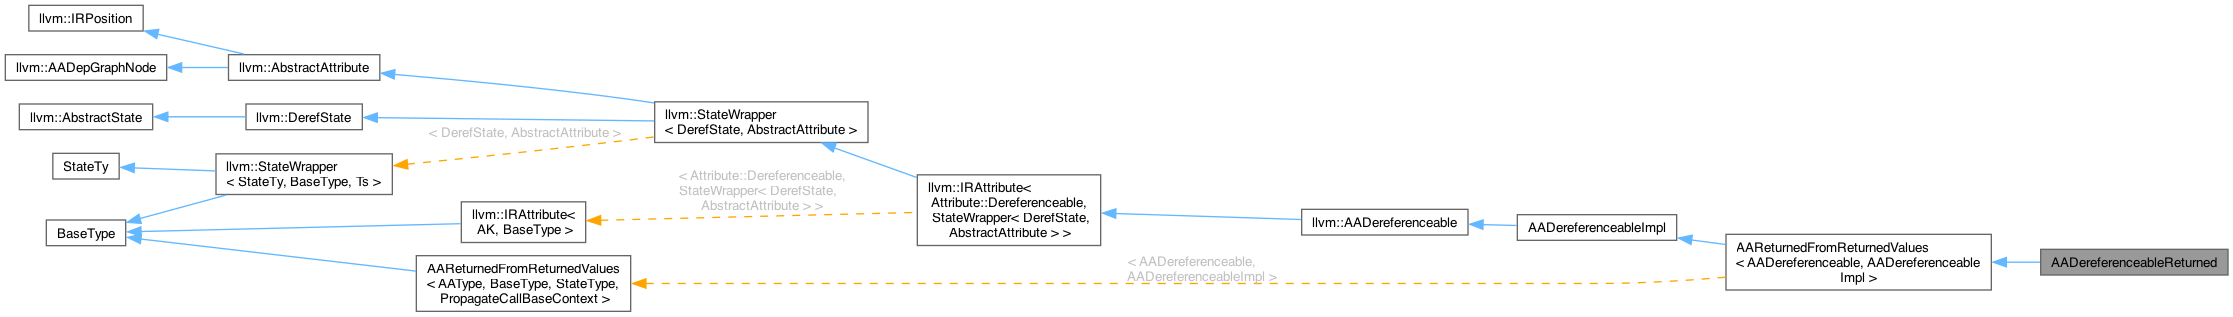 llvm::IRPosition
llvm::AADepGraphNode
llvm::AbstractAttribute
llvm::AbstractState
llvm::DerefState
llvm::StateWrapper
< DerefState, AbstractAttribute >
< DerefState, AbstractAttribute >
StateTy
llvm::StateWrapper
< StateTy, BaseType, Ts >
< Attribute::Dereferenceable,
StateWrapper< DerefState,
AbstractAttribute > >
llvm::IRAttribute<
Attribute::Dereferenceable,
StateWrapper< DerefState,
AbstractAttribute > >
BaseType
llvm::IRAttribute<
AK, BaseType >
llvm::AADereferenceable
AADereferenceableImpl
AAReturnedFromReturnedValues
< AADereferenceable, AADereferenceable
Impl >
AADereferenceableReturned
AAReturnedFromReturnedValues
< AAType, BaseType, StateType,
PropagateCallBaseContext >
< AADereferenceable,
AADereferenceableImpl >